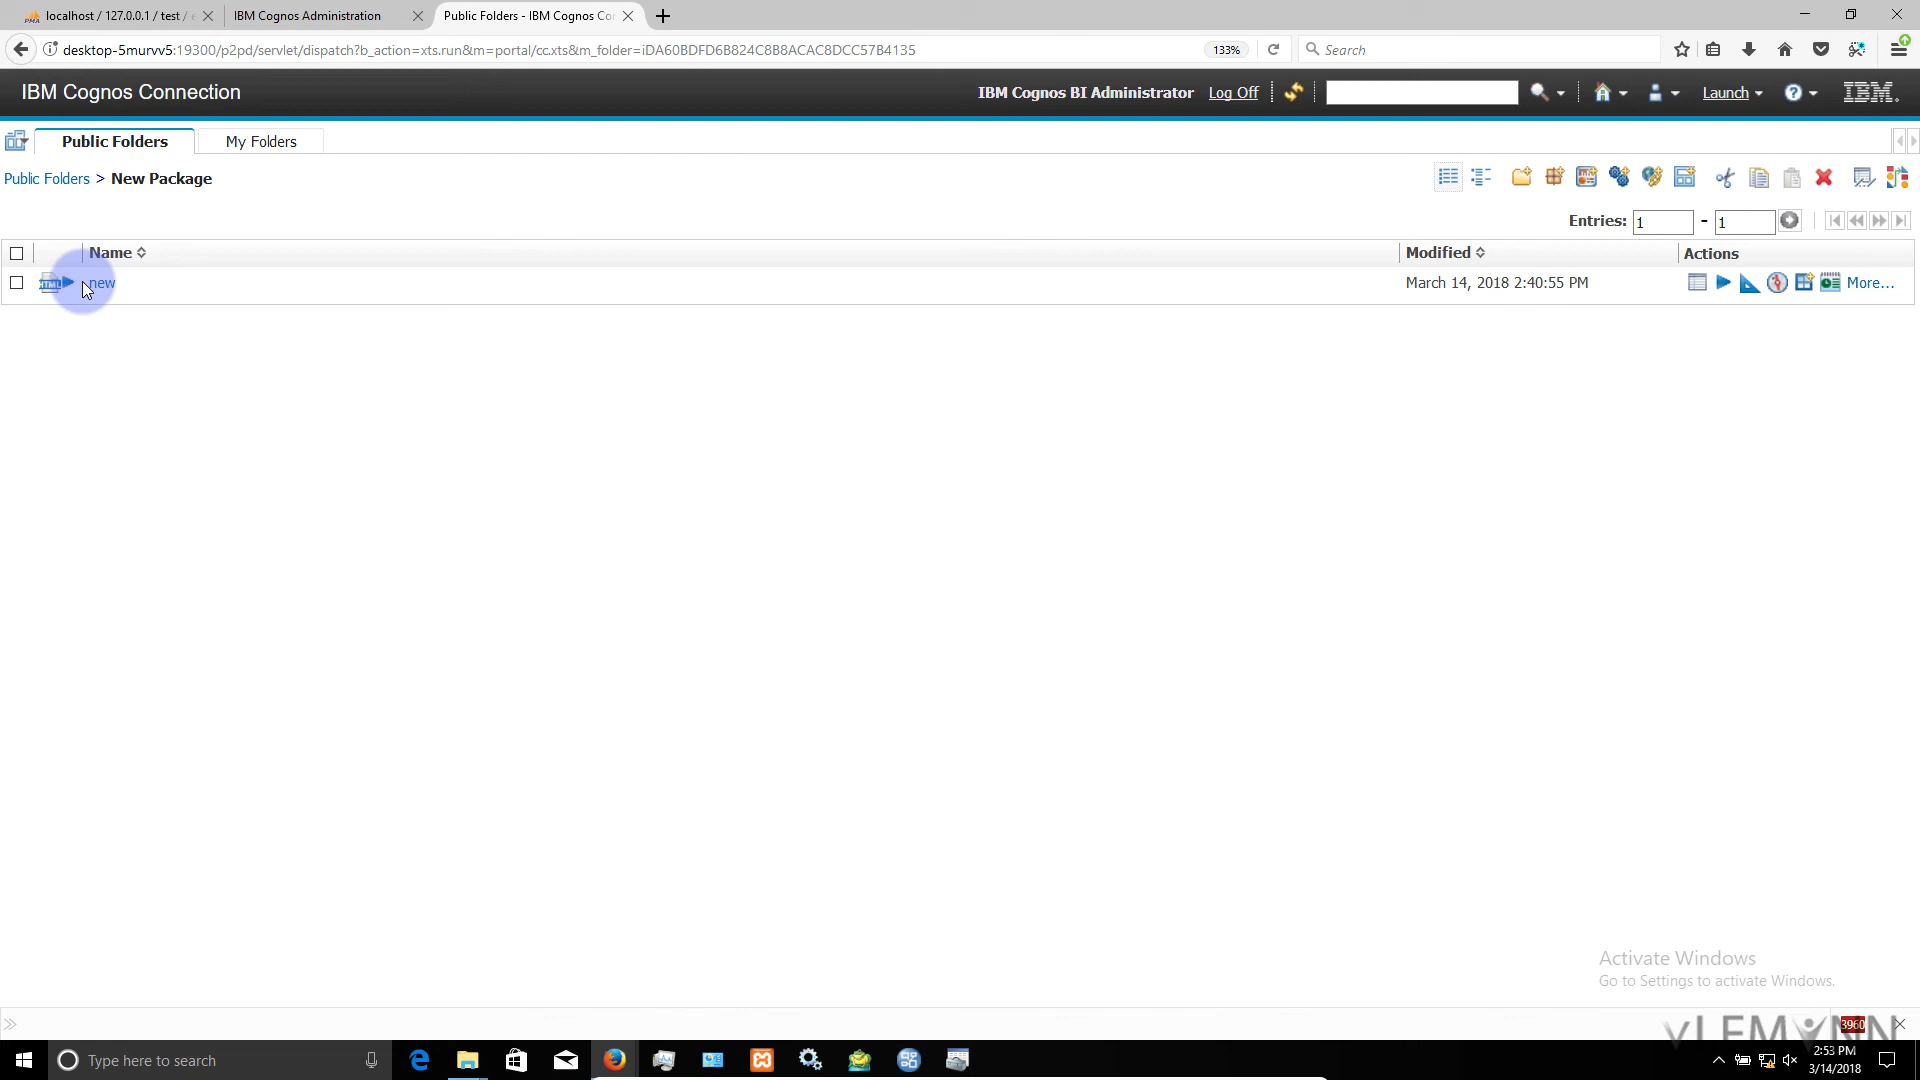 localhost / 127.0.0.1 / test /
IBM Cognos Administration
Public Folders - IBM Cognos Co
desktop-5murvv5:19300/p2pd/servlet/dispatch?b_action=xts.run&m=portal/cc.xts&m_folder=iDA60BDFD6B824C8B8ACAC8DCC57B4135
133%
Search
IBM Cognos Connection
IBM Cognos BI Administrator
Log Off
Launch
IBM.
Public Folders
My Folders
Public Folders > New Package
Entries: 1 - 1
Name
Modified
Actions
HTML
new
March 14, 2018 2:40:55 PM
More...
Activate Windows
Go to Settings to activate Windows.
3960
vLEMYNN
Type here to search
2:53 PM
3/14/2018